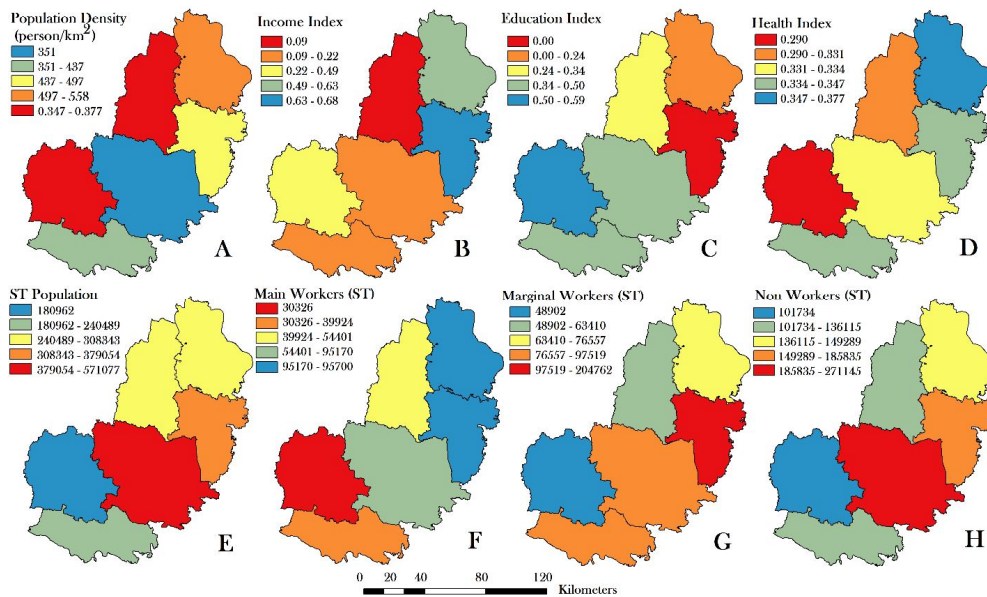 Population Density
(person/km²)
351
351 - 437
437 - 497
497 - 558
0.347 - 0.377
A
Income Index
0.09
0.09 - 0.22
0.22 - 0.49
0.49 - 0.63
0.63 - 0.68
B
Education Index
0.00
0.00 - 0.24
0.24 - 0.34
0.34 - 0.50
0.50 - 0.59
C
Health Index
0.290
0.290 - 0.331
0.331 - 0.334
0.334 - 0.347
0.347 - 0.377
D
ST Population
180962
180962 - 240489
240489 - 308343
308343 - 379054
379054 - 571077
E
Main Workers (ST)
30326
30326 - 39924
39924 - 54401
54401 - 95170
95170 - 95700
F
Marginal Workers (ST)
48902
48902 - 63410
63410 - 76557
76557 - 97519
97519 - 204762
G
Non Workers (ST)
101734
101734 - 136115
136115 - 149289
149289 - 185835
185835 - 271145
H
0 20 40 80 120
Kilometers